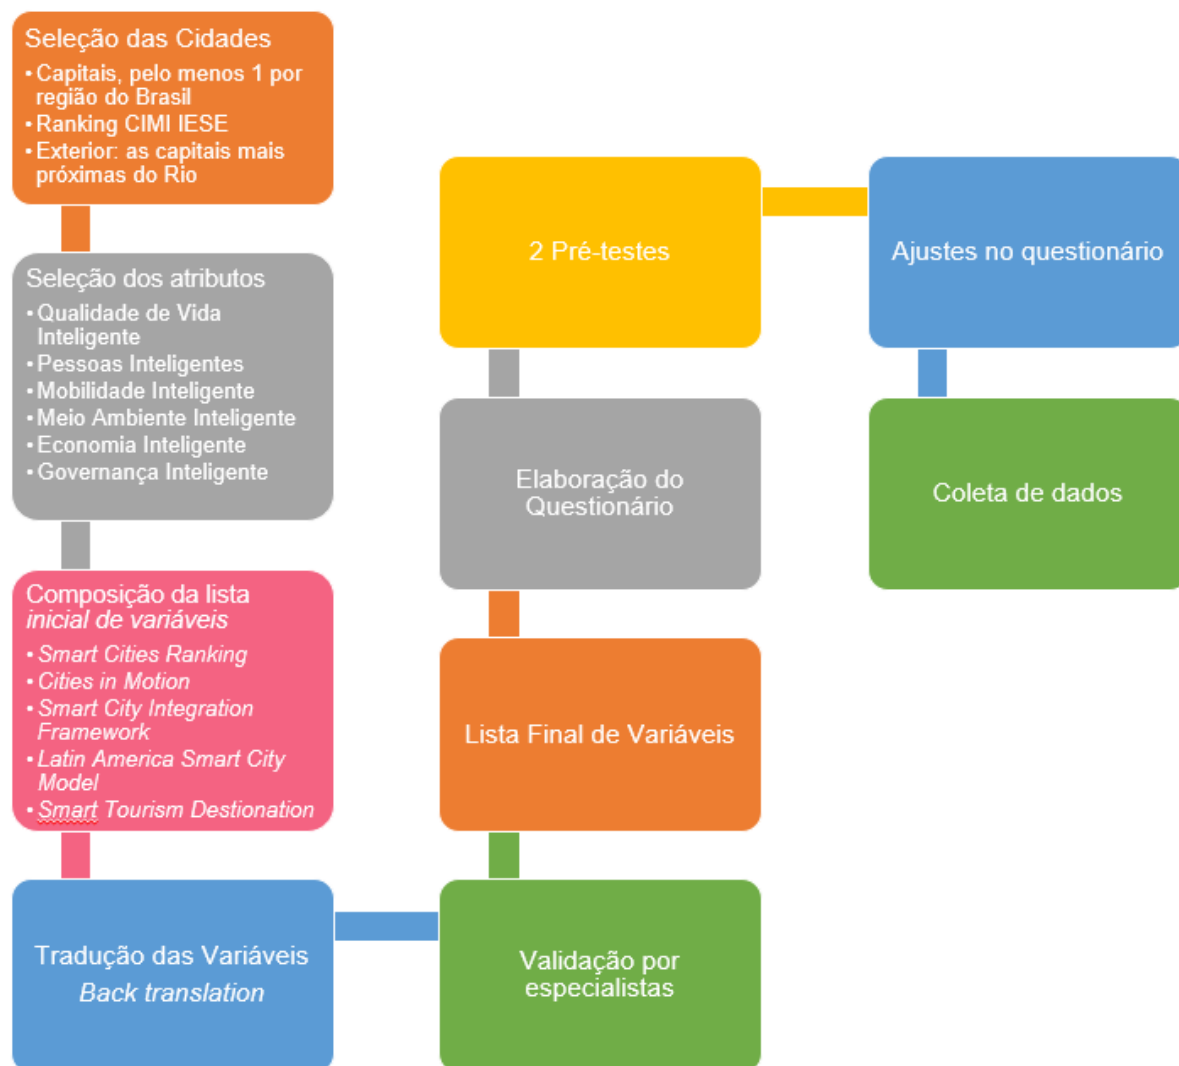 Seleção das Cidades
• Capitais, pelo menos 1 por
região do Brasil
• Ranking CIMI IESE
• Exterior: as capitais mais
próximas do Rio
Seleção dos atributos
• Qualidade de Vida
Inteligente
• Pessoas Inteligentes
• Mobilidade Inteligente
• Meio Ambiente Inteligente
• Economia Inteligente
• Governança Inteligente
Composição da lista
inicial de variáveis
• Smart Cities Ranking
• Cities in Motion
• Smart City Integration
Framework
• Latin America Smart City
Model
• Smart Tourism Destionation
Tradução das Variáveis
Back translation
Validação por
especialistas
Lista Final de Variáveis
Elaboração do
Questionário
2 Pré-testes
Ajustes no questionário
Coleta de dados